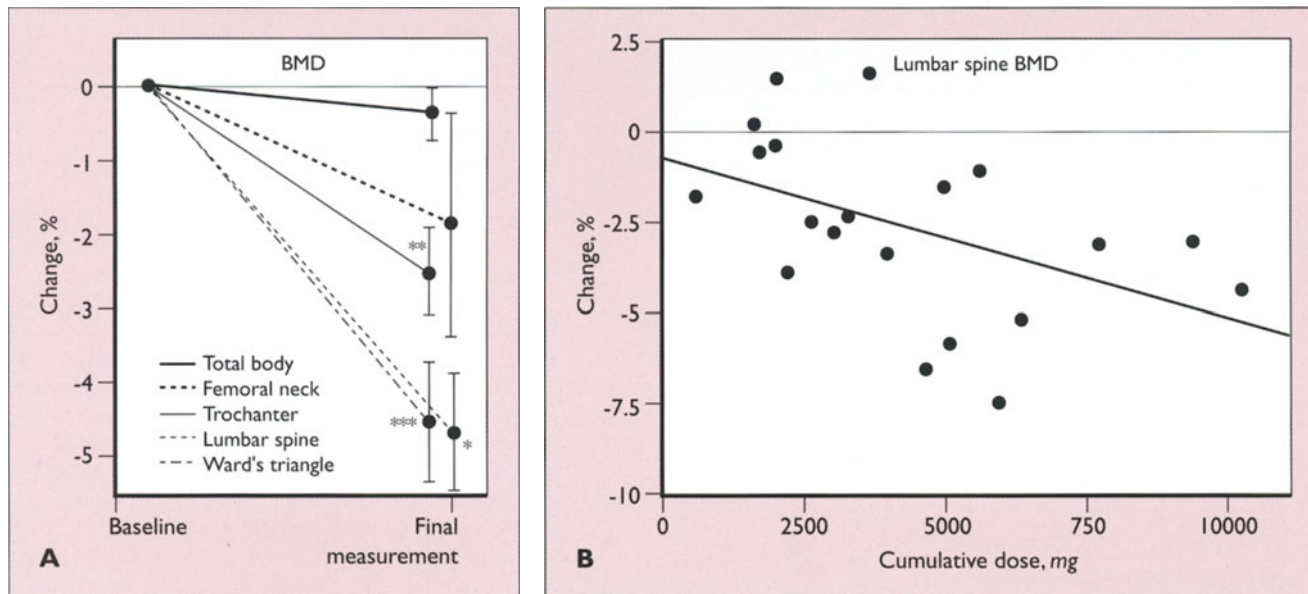 BMD
0
-1
-2
-3
-4
-5
Change, %
**
***
*
Total body
Femoral neck
Trochanter
Lumbar spine
Ward's triangle
Baseline
Final
measurement
A
Lumbar spine BMD
2.5
0
-2.5
-5
-7.5
-10
Change, %
0
2500
5000
750
10000
Cumulative dose, mg
B